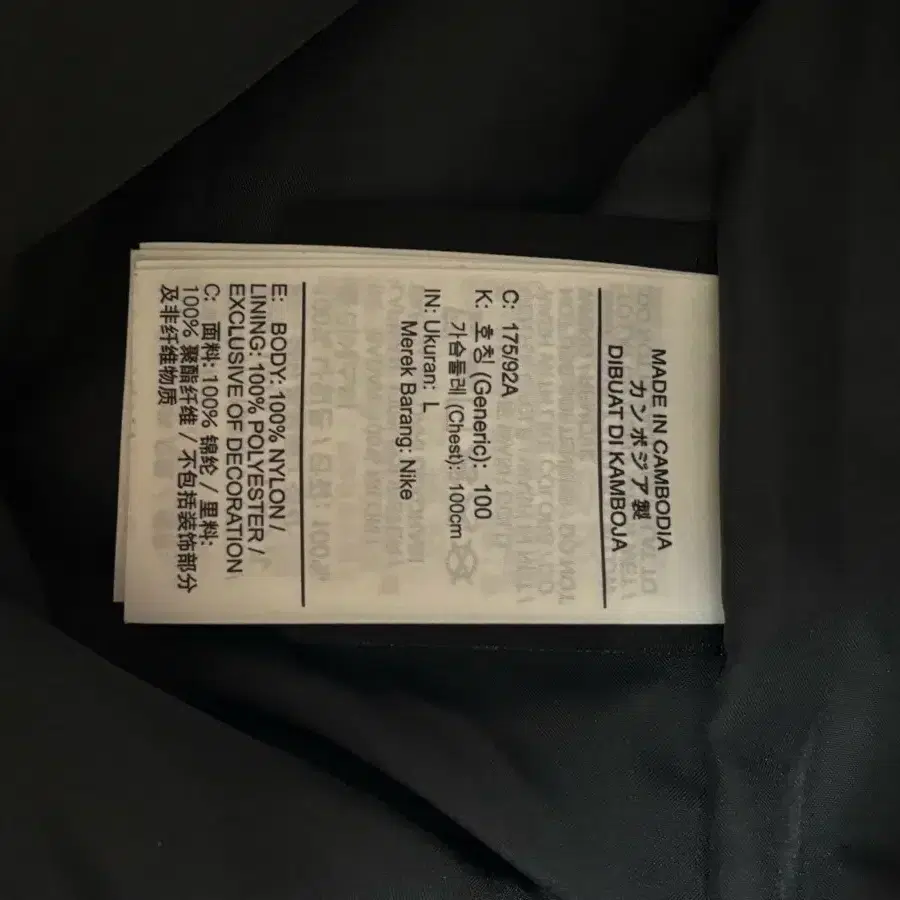 MADE IN CAMBODIA
カンボジア製
DIBUAT DI KAMBOJA
C: 175/92A
K: 호칭 (Generic): 100
가슴둘레 (Chest): 100cm
IN: Ukuran: L
Merek Barang: Nike
E: BODY: 100% NYLON /
LINING: 100% POLYESTER /
EXCLUSIVE OF DECORATION
C: 面料: 100% 锦纶 / 里料:
100% 聚酯纤维 / 不包括装饰部分
及非纤维物质